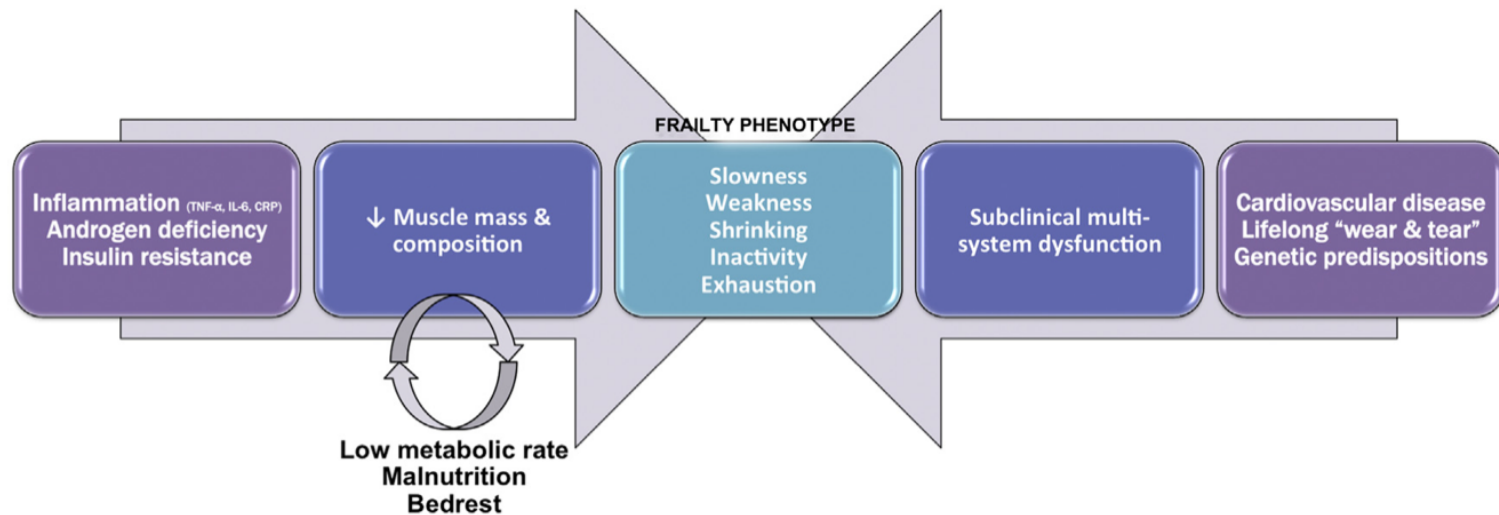 FRAILTY PHENOTYPE
Inflammation (TNF-α, IL-6, CRP)
Androgen deficiency
Insulin resistance
↓ Muscle mass &
composition
Slowness
Weakness
Shrinking
Inactivity
Exhaustion
Subclinical multi-
system dysfunction
Cardiovascular disease
Lifelong “wear & tear”
Genetic predispositions
Low metabolic rate
Malnutrition
Bedrest